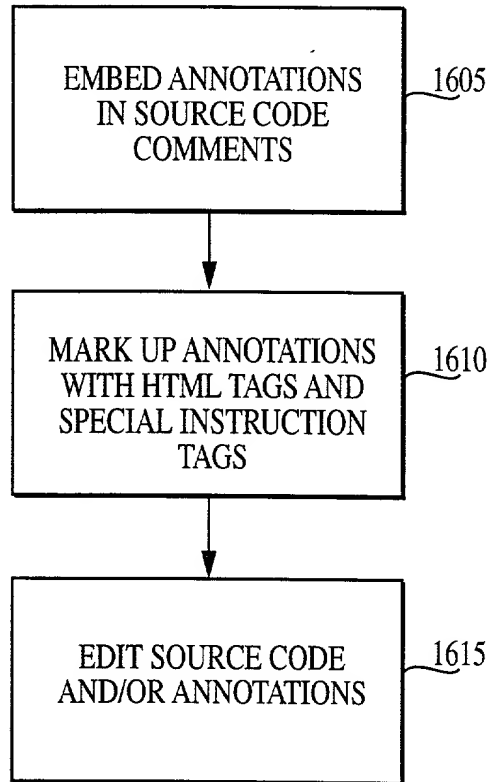 EMBED ANNOTATIONS
IN SOURCE CODE
COMMENTS
1605
MARK UP ANNOTATIONS
WITH HTML TAGS AND
SPECIAL INSTRUCTION
TAGS
1610
EDIT SOURCE CODE
AND/OR ANNOTATIONS
1615